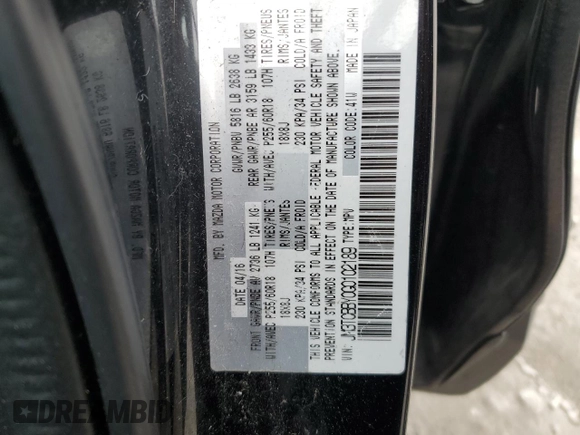 MFD. BY MAZDA MOTOR CORPORATION
DATE 04/16 GVWR/PNBV 5816 LB 2638 KG
FRONT GAWR/PNBE AV 2736 LB 1241 KG REAR GAWR/PNBE AR 3159 LB 1433 KG
WITH/AVEC P255/60R18 107H TIRES/PNEUS WITH/AVEC P255/60R18 107H TIRES/PNEUS
18X8J RIMS/JANTES 18X8J RIMS/JANTES
230 KPA/34 PSI COLD/A FROID 230 KPA/34 PSI COLD/A FROID
THIS VEHICLE CONFORMS TO ALL APPLICABLE FEDERAL MOTOR VEHICLE SAFETY AND THEFT
PREVENTION STANDARDS IN EFFECT ON THE DATE OF MANUFACTURE SHOWN ABOVE.
VIN: TYPE:MPV COLOR CODE:41W MADE IN JAPAN
DREAMBID